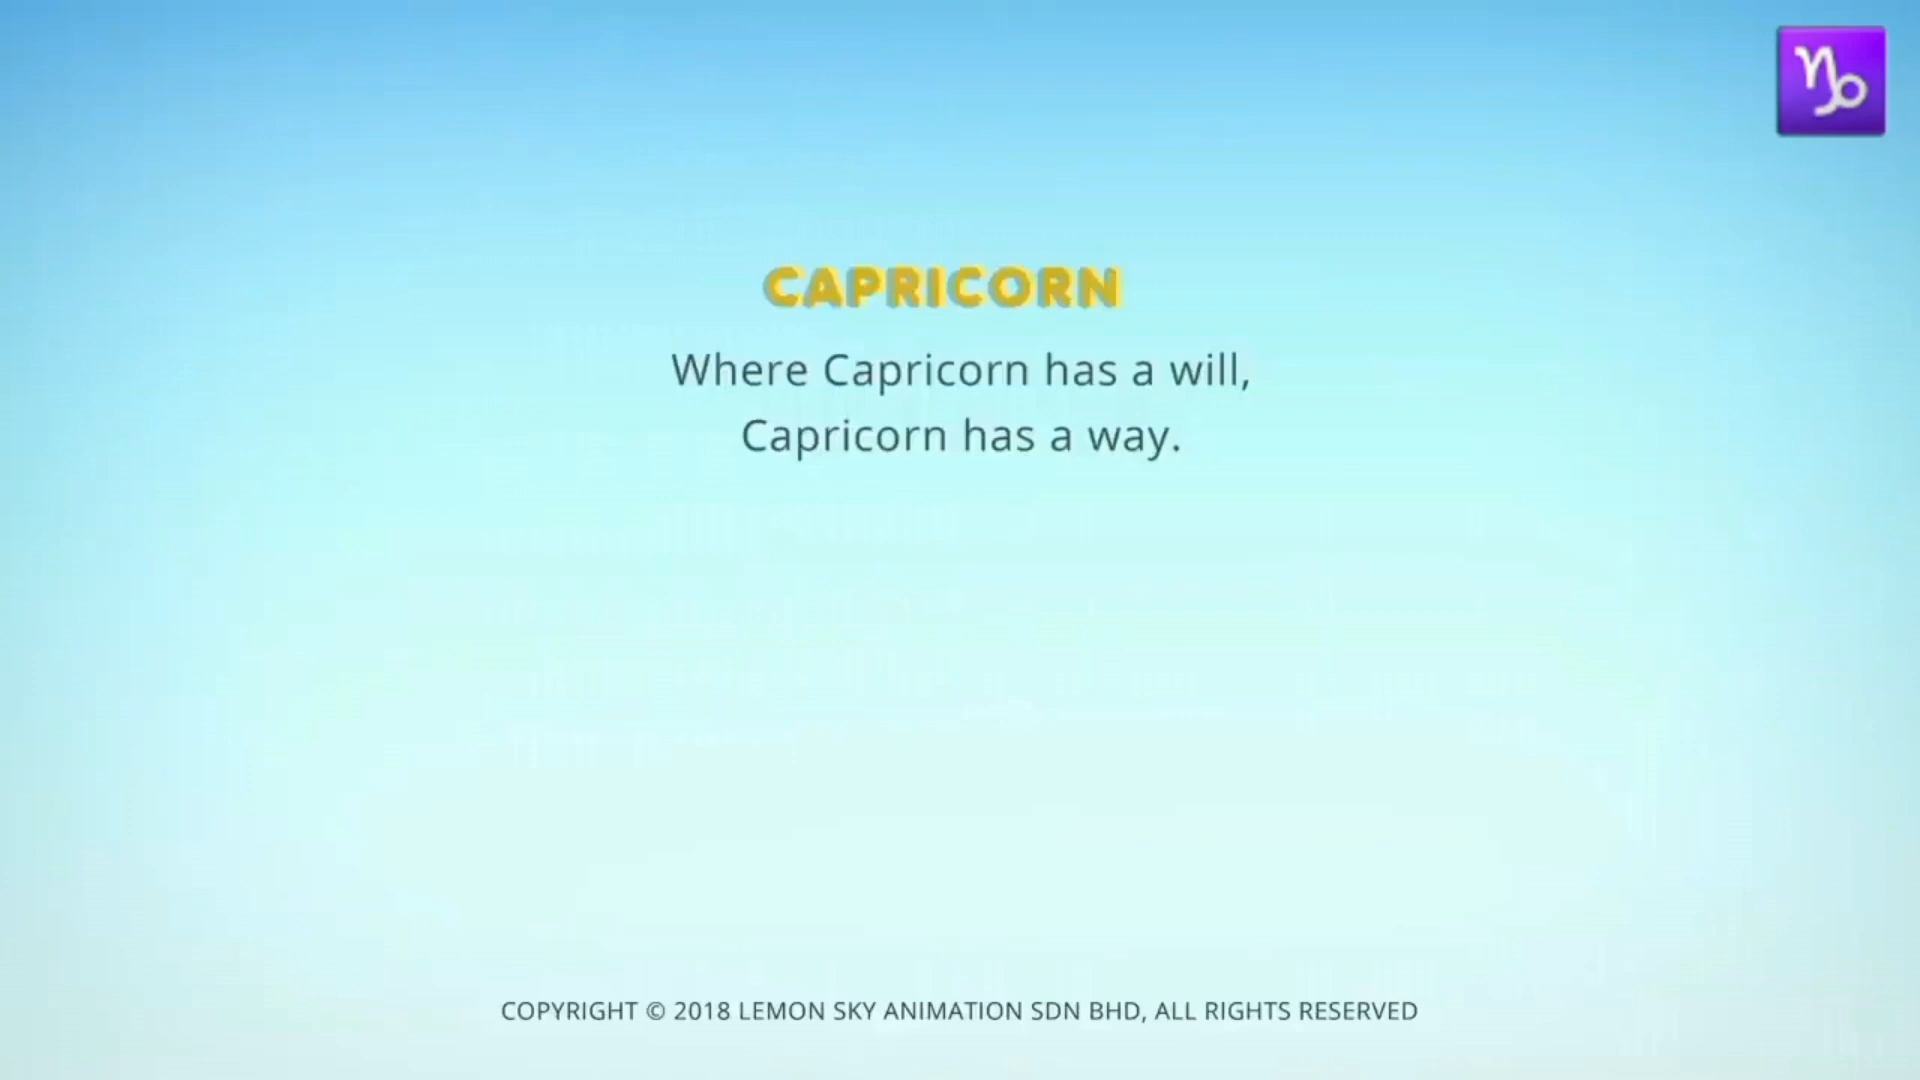 CAPRICORN
Where Capricorn has a will,
Capricorn has a way.
COPYRIGHT © 2018 LEMON SKY ANIMATION SDN BHD, ALL RIGHTS RESERVED